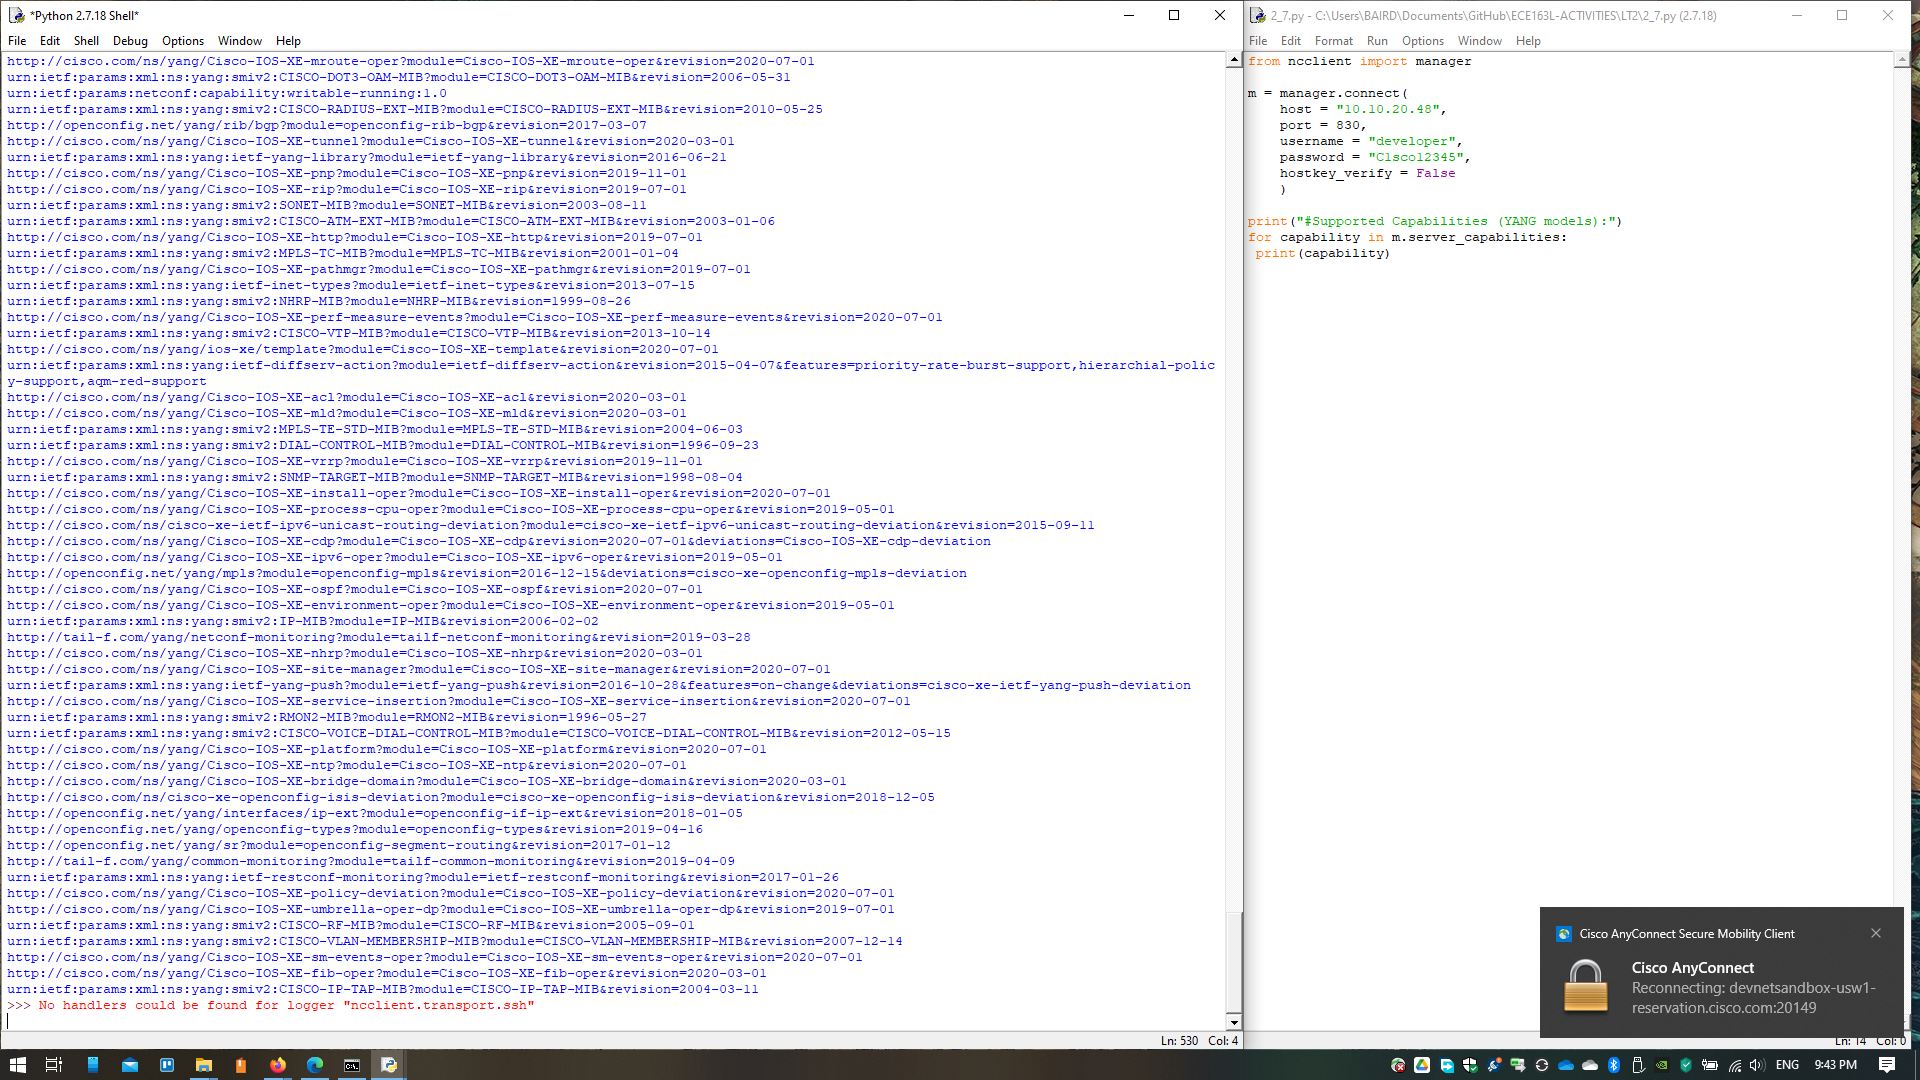 *Python 2.7.18 Shell*
File Edit Shell Debug Options Window Help
http://cisco.com/ns/yang/Cisco-IOS-XE-mroute-oper?module=Cisco-IOS-XE-mroute-oper&revision=2020-07-01
urn:ietf:params:xml:ns:yang:smiv2:CISCO-DOT3-OAM-MIB?module=CISCO-DOT3-OAM-MIB&revision=2006-05-31
urn:ietf:params:netconf:capability:writable-running:1.0
urn:ietf:params:xml:ns:yang:smiv2:CISCO-RADIUS-EXT-MIB?module=CISCO-RADIUS-EXT-MIB&revision=2010-05-25
http://openconfig.net/yang/rib/bgp?module=openconfig-rib-bgp&revision=2017-03-07
http://cisco.com/ns/yang/Cisco-IOS-XE-tunnel?module=Cisco-IOS-XE-tunnel&revision=2020-03-01
urn:ietf:params:xml:ns:yang:ietf-yang-library?module=ietf-yang-library&revision=2016-06-21
http://cisco.com/ns/yang/Cisco-IOS-XE-pnp?module=Cisco-IOS-XE-pnp&revision=2019-11-01
http://cisco.com/ns/yang/Cisco-IOS-XE-rip?module=Cisco-IOS-XE-rip&revision=2019-07-01
urn:ietf:params:xml:ns:yang:smiv2:SONET-MIB?module=SONET-MIB&revision=2003-08-11
urn:ietf:params:xml:ns:yang:smiv2:CISCO-ATM-EXT-MIB?module=CISCO-ATM-EXT-MIB&revision=2003-01-06
http://cisco.com/ns/yang/Cisco-IOS-XE-http?module=Cisco-IOS-XE-http&revision=2019-07-01
urn:ietf:params:xml:ns:yang:smiv2:MPLS-TC-MIB?module=MPLS-TC-MIB&revision=2001-01-04
http://cisco.com/ns/yang/Cisco-IOS-XE-pathmgr?module=Cisco-IOS-XE-pathmgr&revision=2019-07-01
urn:ietf:params:xml:ns:yang:ietf-inet-types?module=ietf-inet-types&revision=2013-07-15
urn:ietf:params:xml:ns:yang:smiv2:NHRP-MIB?module=NHRP-MIB&revision=1999-08-26
http://cisco.com/ns/yang/Cisco-IOS-XE-perf-measure-events?module=Cisco-IOS-XE-perf-measure-events&revision=2020-07-01
urn:ietf:params:xml:ns:yang:smiv2:CISCO-VTP-MIB?module=CISCO-VTP-MIB&revision=2013-10-14
http://cisco.com/ns/yang/ios-xe/template?module=Cisco-IOS-XE-template&revision=2020-07-01
urn:ietf:params:xml:ns:yang:ietf-diffserv-action?module=ietf-diffserv-action&revision=2015-04-07&features=priority-rate-burst-support,hierarchial-polic
y-support,aqm-red-support
http://cisco.com/ns/yang/Cisco-IOS-XE-acl?module=Cisco-IOS-XE-acl&revision=2020-03-01
http://cisco.com/ns/yang/Cisco-IOS-XE-mld?module=Cisco-IOS-XE-mld&revision=2020-03-01
urn:ietf:params:xml:ns:yang:smiv2:MPLS-TE-STD-MIB?module=MPLS-TE-STD-MIB&revision=2004-06-03
urn:ietf:params:xml:ns:yang:smiv2:DIAL-CONTROL-MIB?module=DIAL-CONTROL-MIB&revision=1996-09-23
http://cisco.com/ns/yang/Cisco-IOS-XE-vrrp?module=Cisco-IOS-XE-vrrp&revision=2019-11-01
urn:ietf:params:xml:ns:yang:smiv2:SNMP-TARGET-MIB?module=SNMP-TARGET-MIB&revision=1998-08-04
http://cisco.com/ns/yang/Cisco-IOS-XE-install-oper?module=Cisco-IOS-XE-install-oper&revision=2020-07-01
http://cisco.com/ns/yang/Cisco-IOS-XE-process-cpu-oper?module=Cisco-IOS-XE-process-cpu-oper&revision=2019-05-01
http://cisco.com/ns/cisco-xe-ietf-ipv6-unicast-routing-deviation?module=cisco-xe-ietf-ipv6-unicast-routing-deviation&revision=2015-09-11
http://cisco.com/ns/yang/Cisco-IOS-XE-cdp?module=Cisco-IOS-XE-cdp&revision=2020-07-01&deviations=Cisco-IOS-XE-cdp-deviation
http://cisco.com/ns/yang/Cisco-IOS-XE-ipv6-oper?module=Cisco-IOS-XE-ipv6-oper&revision=2019-05-01
http://openconfig.net/yang/mpls?module=openconfig-mpls&revision=2016-12-15&deviations=cisco-xe-openconfig-mpls-deviation
http://cisco.com/ns/yang/Cisco-IOS-XE-ospf?module=Cisco-IOS-XE-ospf&revision=2020-07-01
http://cisco.com/ns/yang/Cisco-IOS-XE-environment-oper?module=Cisco-IOS-XE-environment-oper&revision=2019-05-01
urn:ietf:params:xml:ns:yang:smiv2:IP-MIB?module=IP-MIB&revision=2006-02-02
http://tail-f.com/yang/netconf-monitoring?module=tailf-netconf-monitoring&revision=2019-03-28
http://cisco.com/ns/yang/Cisco-IOS-XE-nhrp?module=Cisco-IOS-XE-nhrp&revision=2020-03-01
http://cisco.com/ns/yang/Cisco-IOS-XE-site-manager?module=Cisco-IOS-XE-site-manager&revision=2020-07-01
urn:ietf:params:xml:ns:yang:ietf-yang-push?module=ietf-yang-push&revision=2016-10-28&features=on-change&deviations=cisco-xe-ietf-yang-push-deviation
http://cisco.com/ns/yang/Cisco-IOS-XE-service-insertion?module=Cisco-IOS-XE-service-insertion&revision=2020-07-01
urn:ietf:params:xml:ns:yang:smiv2:RMON2-MIB?module=RMON2-MIB&revision=1996-05-27
urn:ietf:params:xml:ns:yang:smiv2:CISCO-VOICE-DIAL-CONTROL-MIB?module=CISCO-VOICE-DIAL-CONTROL-MIB&revision=2012-05-15
http://cisco.com/ns/yang/Cisco-IOS-XE-platform?module=Cisco-IOS-XE-platform&revision=2020-07-01
http://cisco.com/ns/yang/Cisco-IOS-XE-ntp?module=Cisco-IOS-XE-ntp&revision=2020-07-01
http://cisco.com/ns/yang/Cisco-IOS-XE-bridge-domain?module=Cisco-IOS-XE-bridge-domain&revision=2020-03-01
http://cisco.com/ns/cisco-xe-openconfig-isis-deviation?module=cisco-xe-openconfig-isis-deviation&revision=2018-12-05
http://openconfig.net/yang/interfaces/ip-ext?module=openconfig-if-ip-ext&revision=2018-01-05
http://openconfig.net/yang/openconfig-types?module=openconfig-types&revision=2019-04-16
http://openconfig.net/yang/sr?module=openconfig-segment-routing&revision=2017-01-12
http://tail-f.com/yang/common-monitoring?module=tailf-common-monitoring&revision=2019-04-09
urn:ietf:params:xml:ns:yang:ietf-restconf-monitoring?module=ietf-restconf-monitoring&revision=2017-01-26
http://cisco.com/ns/yang/Cisco-IOS-XE-policy-deviation?module=Cisco-IOS-XE-policy-deviation&revision=2020-07-01
http://cisco.com/ns/yang/Cisco-IOS-XE-umbrella-oper-dp?module=Cisco-IOS-XE-umbrella-oper-dp&revision=2019-07-01
urn:ietf:params:xml:ns:yang:smiv2:CISCO-RF-MIB?module=CISCO-RF-MIB&revision=2005-09-01
urn:ietf:params:xml:ns:yang:smiv2:CISCO-VLAN-MEMBERSHIP-MIB?module=CISCO-VLAN-MEMBERSHIP-MIB&revision=2007-12-14
http://cisco.com/ns/yang/Cisco-IOS-XE-sm-events-oper?module=Cisco-IOS-XE-sm-events-oper&revision=2020-07-01
http://cisco.com/ns/yang/Cisco-IOS-XE-fib-oper?module=Cisco-IOS-XE-fib-oper&revision=2020-03-01
urn:ietf:params:xml:ns:yang:smiv2:CISCO-IP-TAP-MIB?module=CISCO-IP-TAP-MIB&revision=2004-03-11
>>> No handlers could be found for logger "ncclient.transport.ssh"
Ln: 530 Col: 4
2_7.py - C:\Users\BAIRD\Documents\GitHub\ECE163L-ACTIVITIES\LT2\2_7.py (2.7.18)
File Edit Format Run Options Window Help
from ncclient import manager
m = manager.connect(
host = "10.10.20.48",
port = 830,
username = "developer",
password = "C1sco12345",
hostkey_verify = False
)
print("#Supported Capabilities (YANG models):")
for capability in m.server_capabilities:
print(capability)
Cisco AnyConnect Secure Mobility Client
Cisco AnyConnect
Reconnecting: devnetsandbox-usw1-
reservation.cisco.com:20149
Ln: 14 Col: 0
ENG 9:43 PM